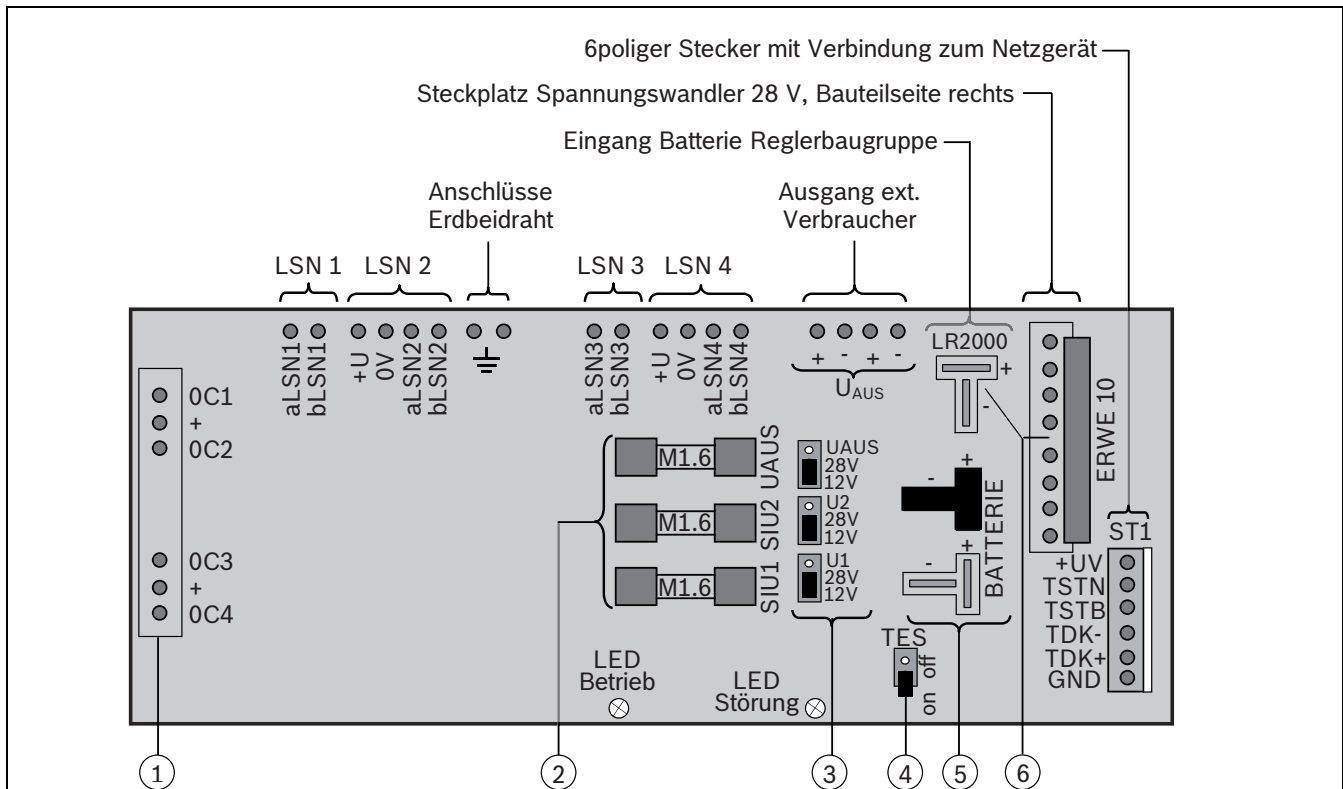 6poliger Stecker mit Verbindung zum Netzgerät
Steckplatz Spannungswandler 28 V, Bauteilseite rechts
Eingang Batterie Reglerbaugruppe
Anschlüsse
Erdbeidraht
Ausgang ext.
Verbraucher
LSN 1
LSN 2
LSN 3
LSN 4
aLSN1
bLSN1
+U
0V
aLSN2
bLSN2
aLSN3
bLSN3
+U
0V
aLSN4
bLSN4
+ - + -
UAUS
LR2000
+
-
ERWE 10
0C1
+
0C2
0C3
+
0C4
M1.6
UAUS
M1.6
SIU2
M1.6
SIU1
UAUS
28V
12V
U2
28V
12V
U1
28V
12V
+
-
+
-
BATTERIE
ST1
+UV
TSTN
TSTB
TDK-
TDK+
GND
TES
off
on
LED
Betrieb
LED
Störung
1
2
3
4
5
6